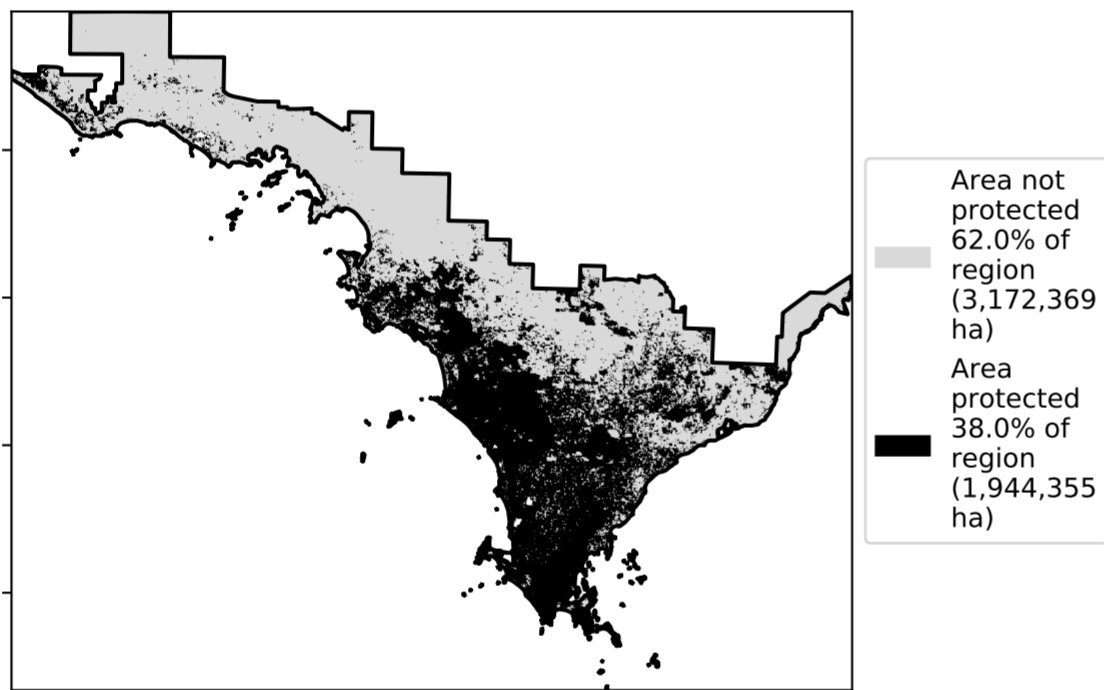 Area not
protected
62.0% of
region
(3,172,369
ha)
Area
protected
38.0% of
region
(1,944,355
ha)